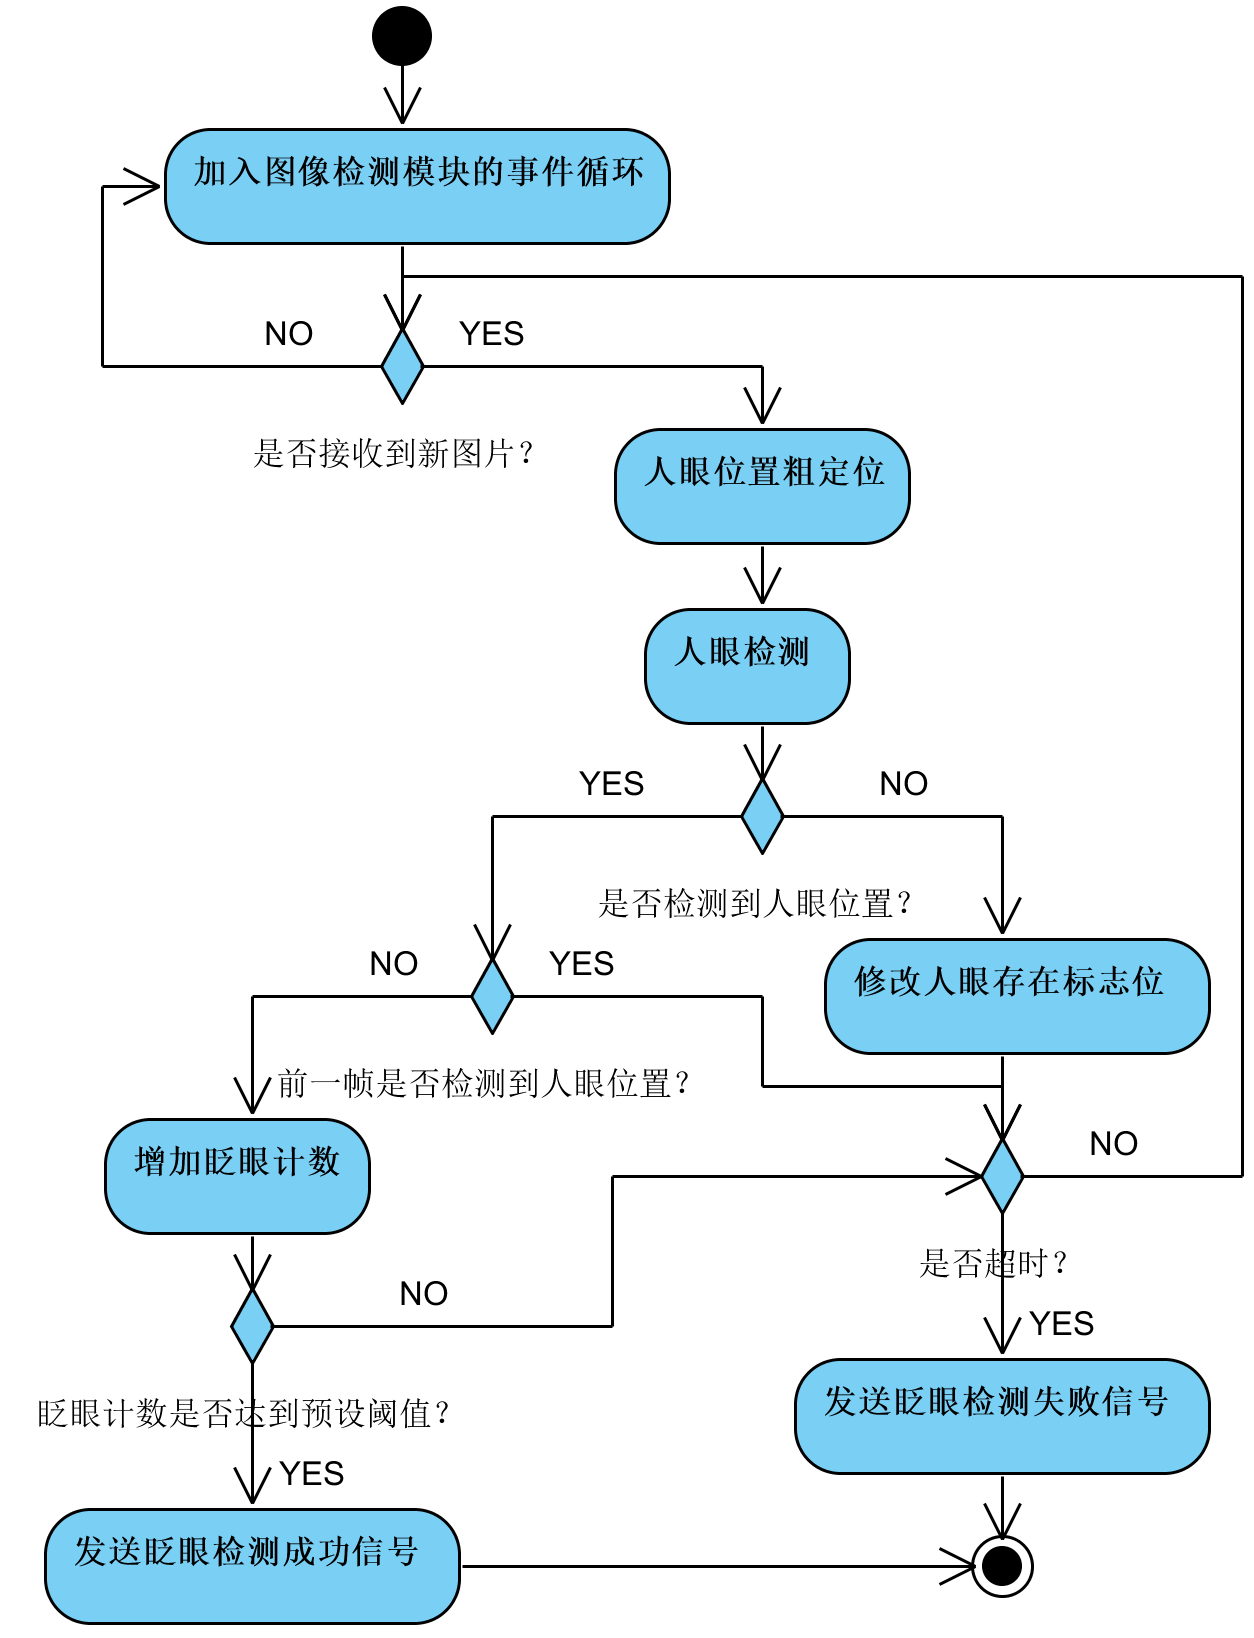 加入图像检测模块的事件循环
NO
YES
是否接收到新图片？
人眼位置粗定位
人眼检测
YES
NO
是否检测到人眼位置？
NO
YES
修改人眼存在标志位
前一帧是否检测到人眼位置？
增加眨眼计数
NO
是否超时？
NO
YES
眨眼计数是否达到预设阈值？
发送眨眼检测失败信号
YES
发送眨眼检测成功信号